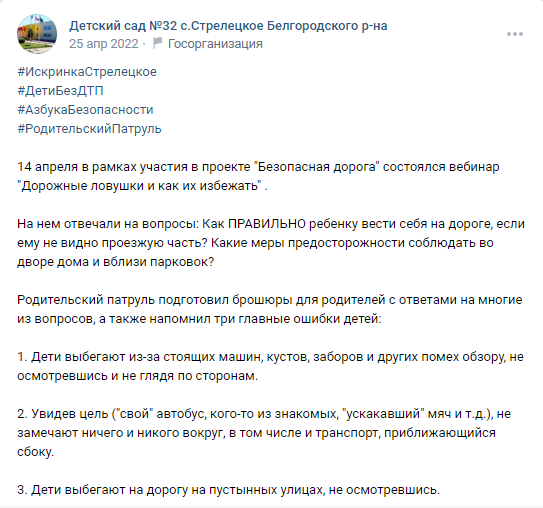 Детский сад №32 с.Стрелецкое Белгородского р-на
25 апр 2022 · Госорганизация
#ИскринкаСтрелецкое
#ДетиБезДТП
#АзбукаБезопасности
#РодительскийПатруль
14 апреля в рамках участия в проекте "Безопасная дорога" состоялся вебинар
"Дорожные ловушки и как их избежать" .
На нем отвечали на вопросы: Как ПРАВИЛЬНО ребенку вести себя на дороге, если
ему не видно проезжую часть? Какие меры предосторожности соблюдать во
дворе дома и вблизи парковок?
Родительский патруль подготовил брошюры для родителей с ответами на многие
из вопросов, а также напомнил три главные ошибки детей:
1. Дети выбегают из-за стоящих машин, кустов, заборов и других помех обзору, не
осмотревшись и не глядя по сторонам.
2. Увидев цель ("свой" автобус, кого-то из знакомых, "ускакавший" мяч и т.д.), не
замечают ничего и никого вокруг, в том числе и транспорт, приближающийся
сбоку.
3. Дети выбегают на дорогу на пустынных улицах, не осмотревшись.